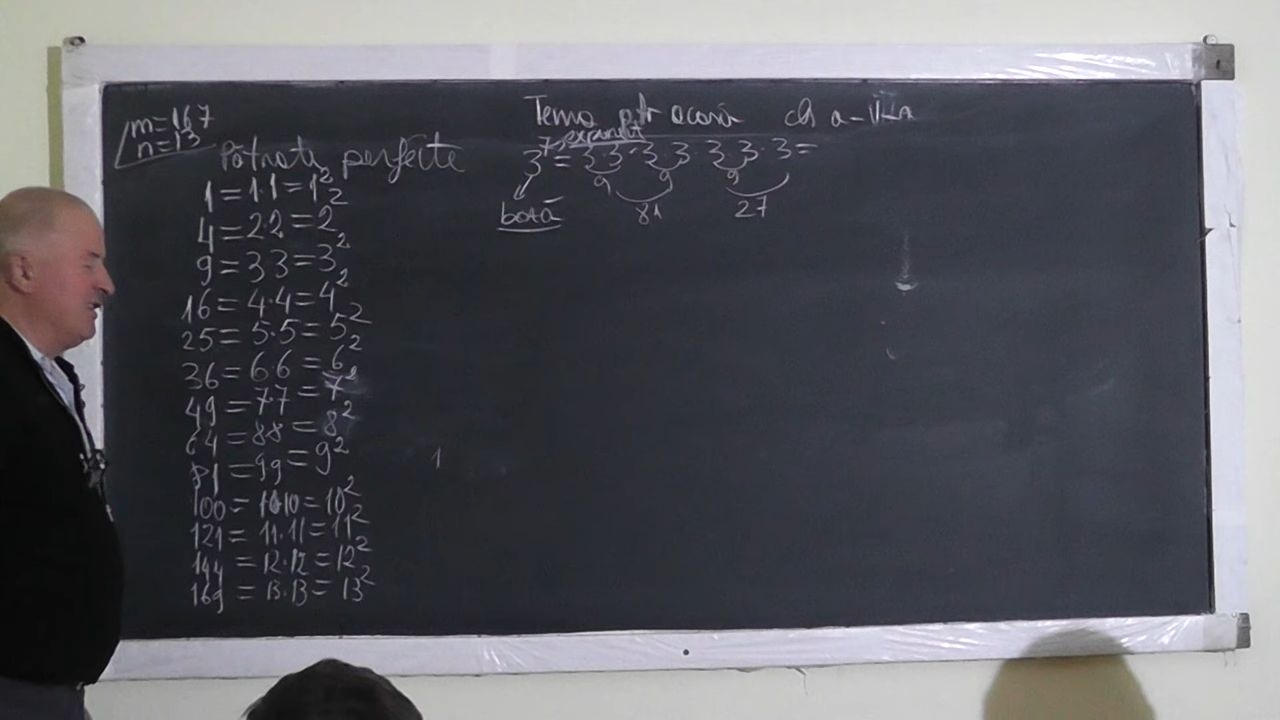 m=167
n=13
Pătrate perfecte
1=1·1=1²
4=2·2=2²
9=3·3=3²
16=4·4=4²
25=5·5=5²
36=6·6=6²
49=7·7=7²
64=8·8=8²
81=9·9=9²
100=10·10=10²
121=11·11=11²
144=12·12=12²
169=13·13=13²
Tema ptr acasă cls a-VII-a
exponent
3⁷=3·3·3·3·3·3·3=
9 9 9
bază 81 27
1